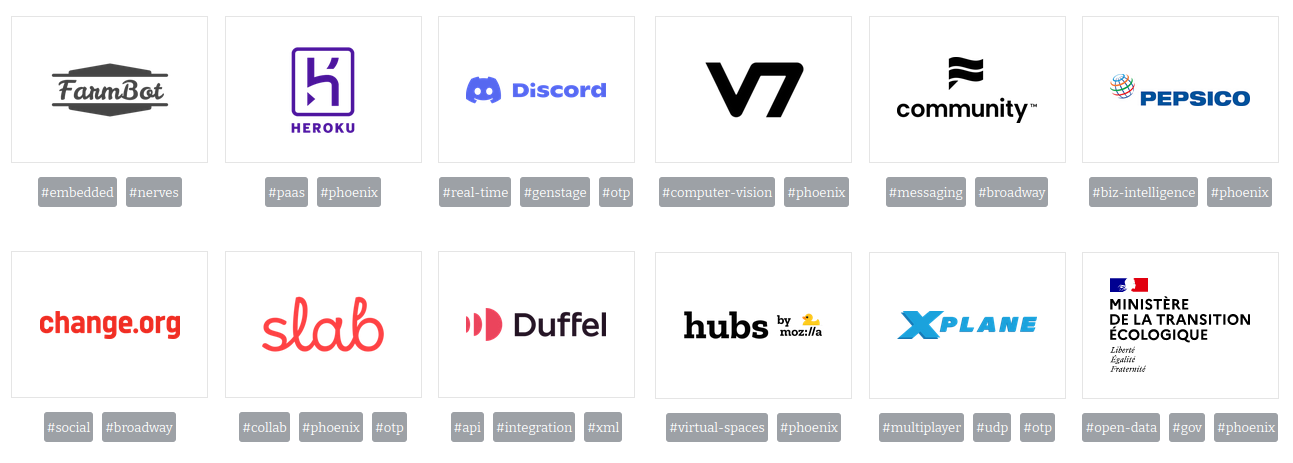 FarmBot
HEROKU
Discord
V7
community™
PEPSICO
#embedded #nerves
#paas #phoenix
#real-time #genstage #otp
#computer-vision #phoenix
#messaging #broadway
#biz-intelligence #phoenix
change.org
slab
Duffel
hubs by moz://a
XPLANE
MINISTÈRE
DE LA TRANSITION
ÉCOLOGIQUE
Liberté
Égalité
Fraternité
#social #broadway
#collab #phoenix #otp
#api #integration #xml
#virtual-spaces #phoenix
#multiplayer #udp #otp
#open-data #gov #phoenix